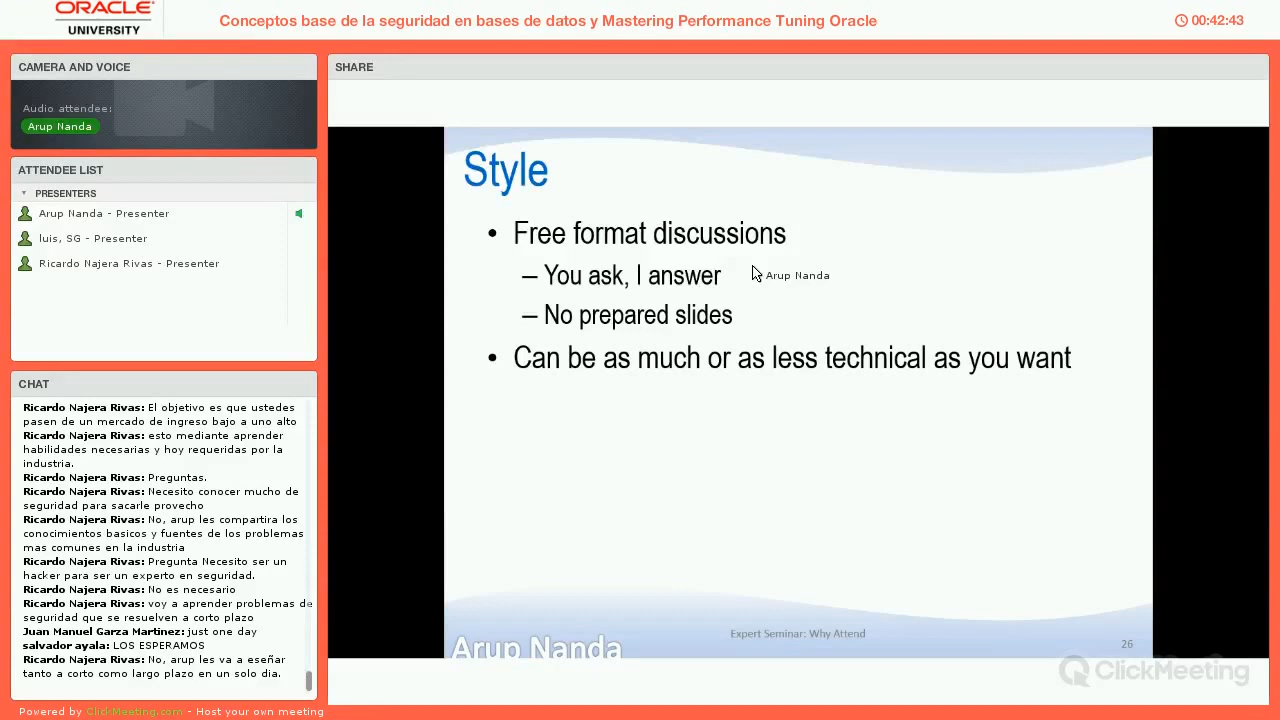 ORACLE
UNIVERSITY
Conceptos base de la seguridad en bases de datos y Mastering Performance Tuning Oracle
00:42:43
CAMERA AND VOICE
Audio attendee:
Arup Nanda
ATTENDEE LIST
PRESENTERS
Arup Nanda - Presenter
luis, SG - Presenter
Ricardo Najera Rivas - Presenter
CHAT
Ricardo Najera Rivas: El objetivo es que ustedes
pasen de un mercado de ingreso bajo a uno alto
Ricardo Najera Rivas: esto mediante aprender
habilidades necesarias y hoy requeridas por la
industria.
Ricardo Najera Rivas: Preguntas.
Ricardo Najera Rivas: Necesito conocer mucho de
seguridad para sacarle provecho
Ricardo Najera Rivas: No, arup les compartira los
conocimientos basicos y fuentes de los problemas
mas comunes en la industria
Ricardo Najera Rivas: Pregunta Necesito ser un
hacker para ser un experto en seguridad.
Ricardo Najera Rivas: No es necesario
Ricardo Najera Rivas: voy a aprender problemas de
seguridad que se resuelven a corto plazo
Juan Manuel Garza Martinez: just one day
salvador ayala: LOS ESPERAMOS
Ricardo Najera Rivas: No, arup les va a eseñar
tanto a corto como largo plazo en un solo dia.
Powered by ClickMeeting.com - Host your own meeting
SHARE
Style
• Free format discussions
– You ask, I answer
Arup Nanda
– No prepared slides
• Can be as much or as less technical as you want
Expert Seminar: Why Attend
26
Arup Nanda
ClickMeeting